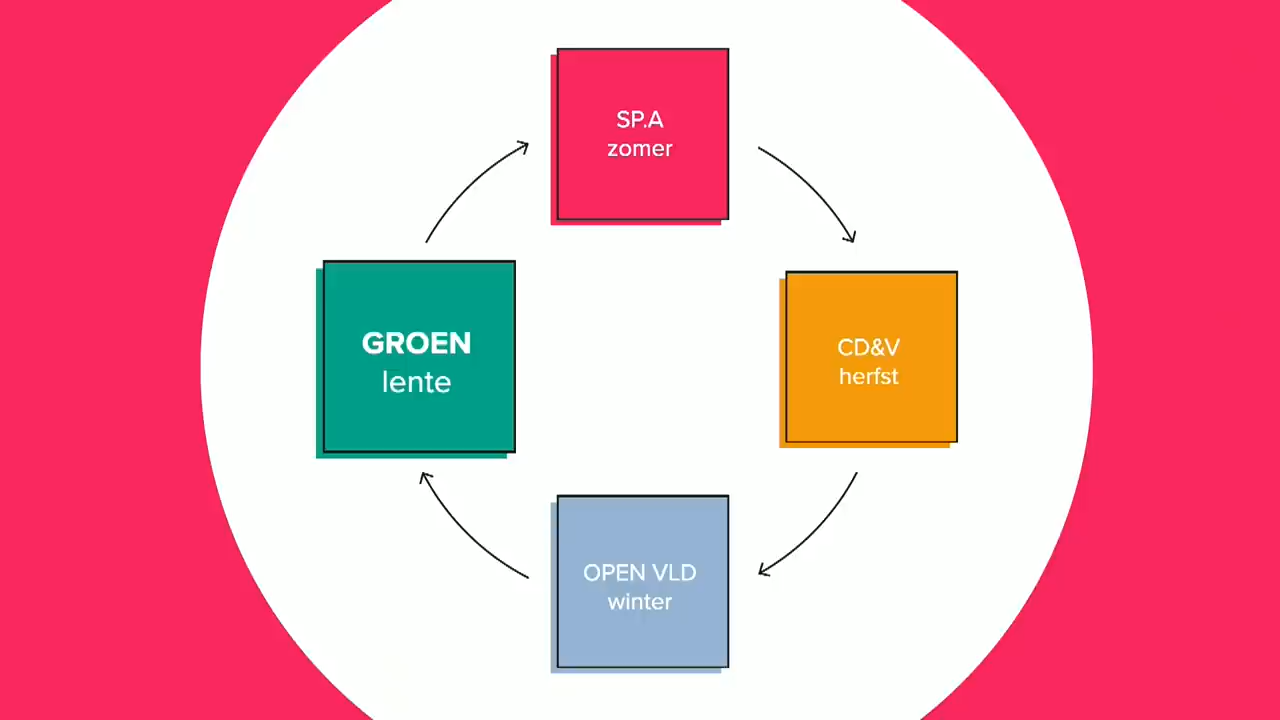 SP.A
zomer
GROEN
lente
CD&V
herfst
OPEN VLD
winter